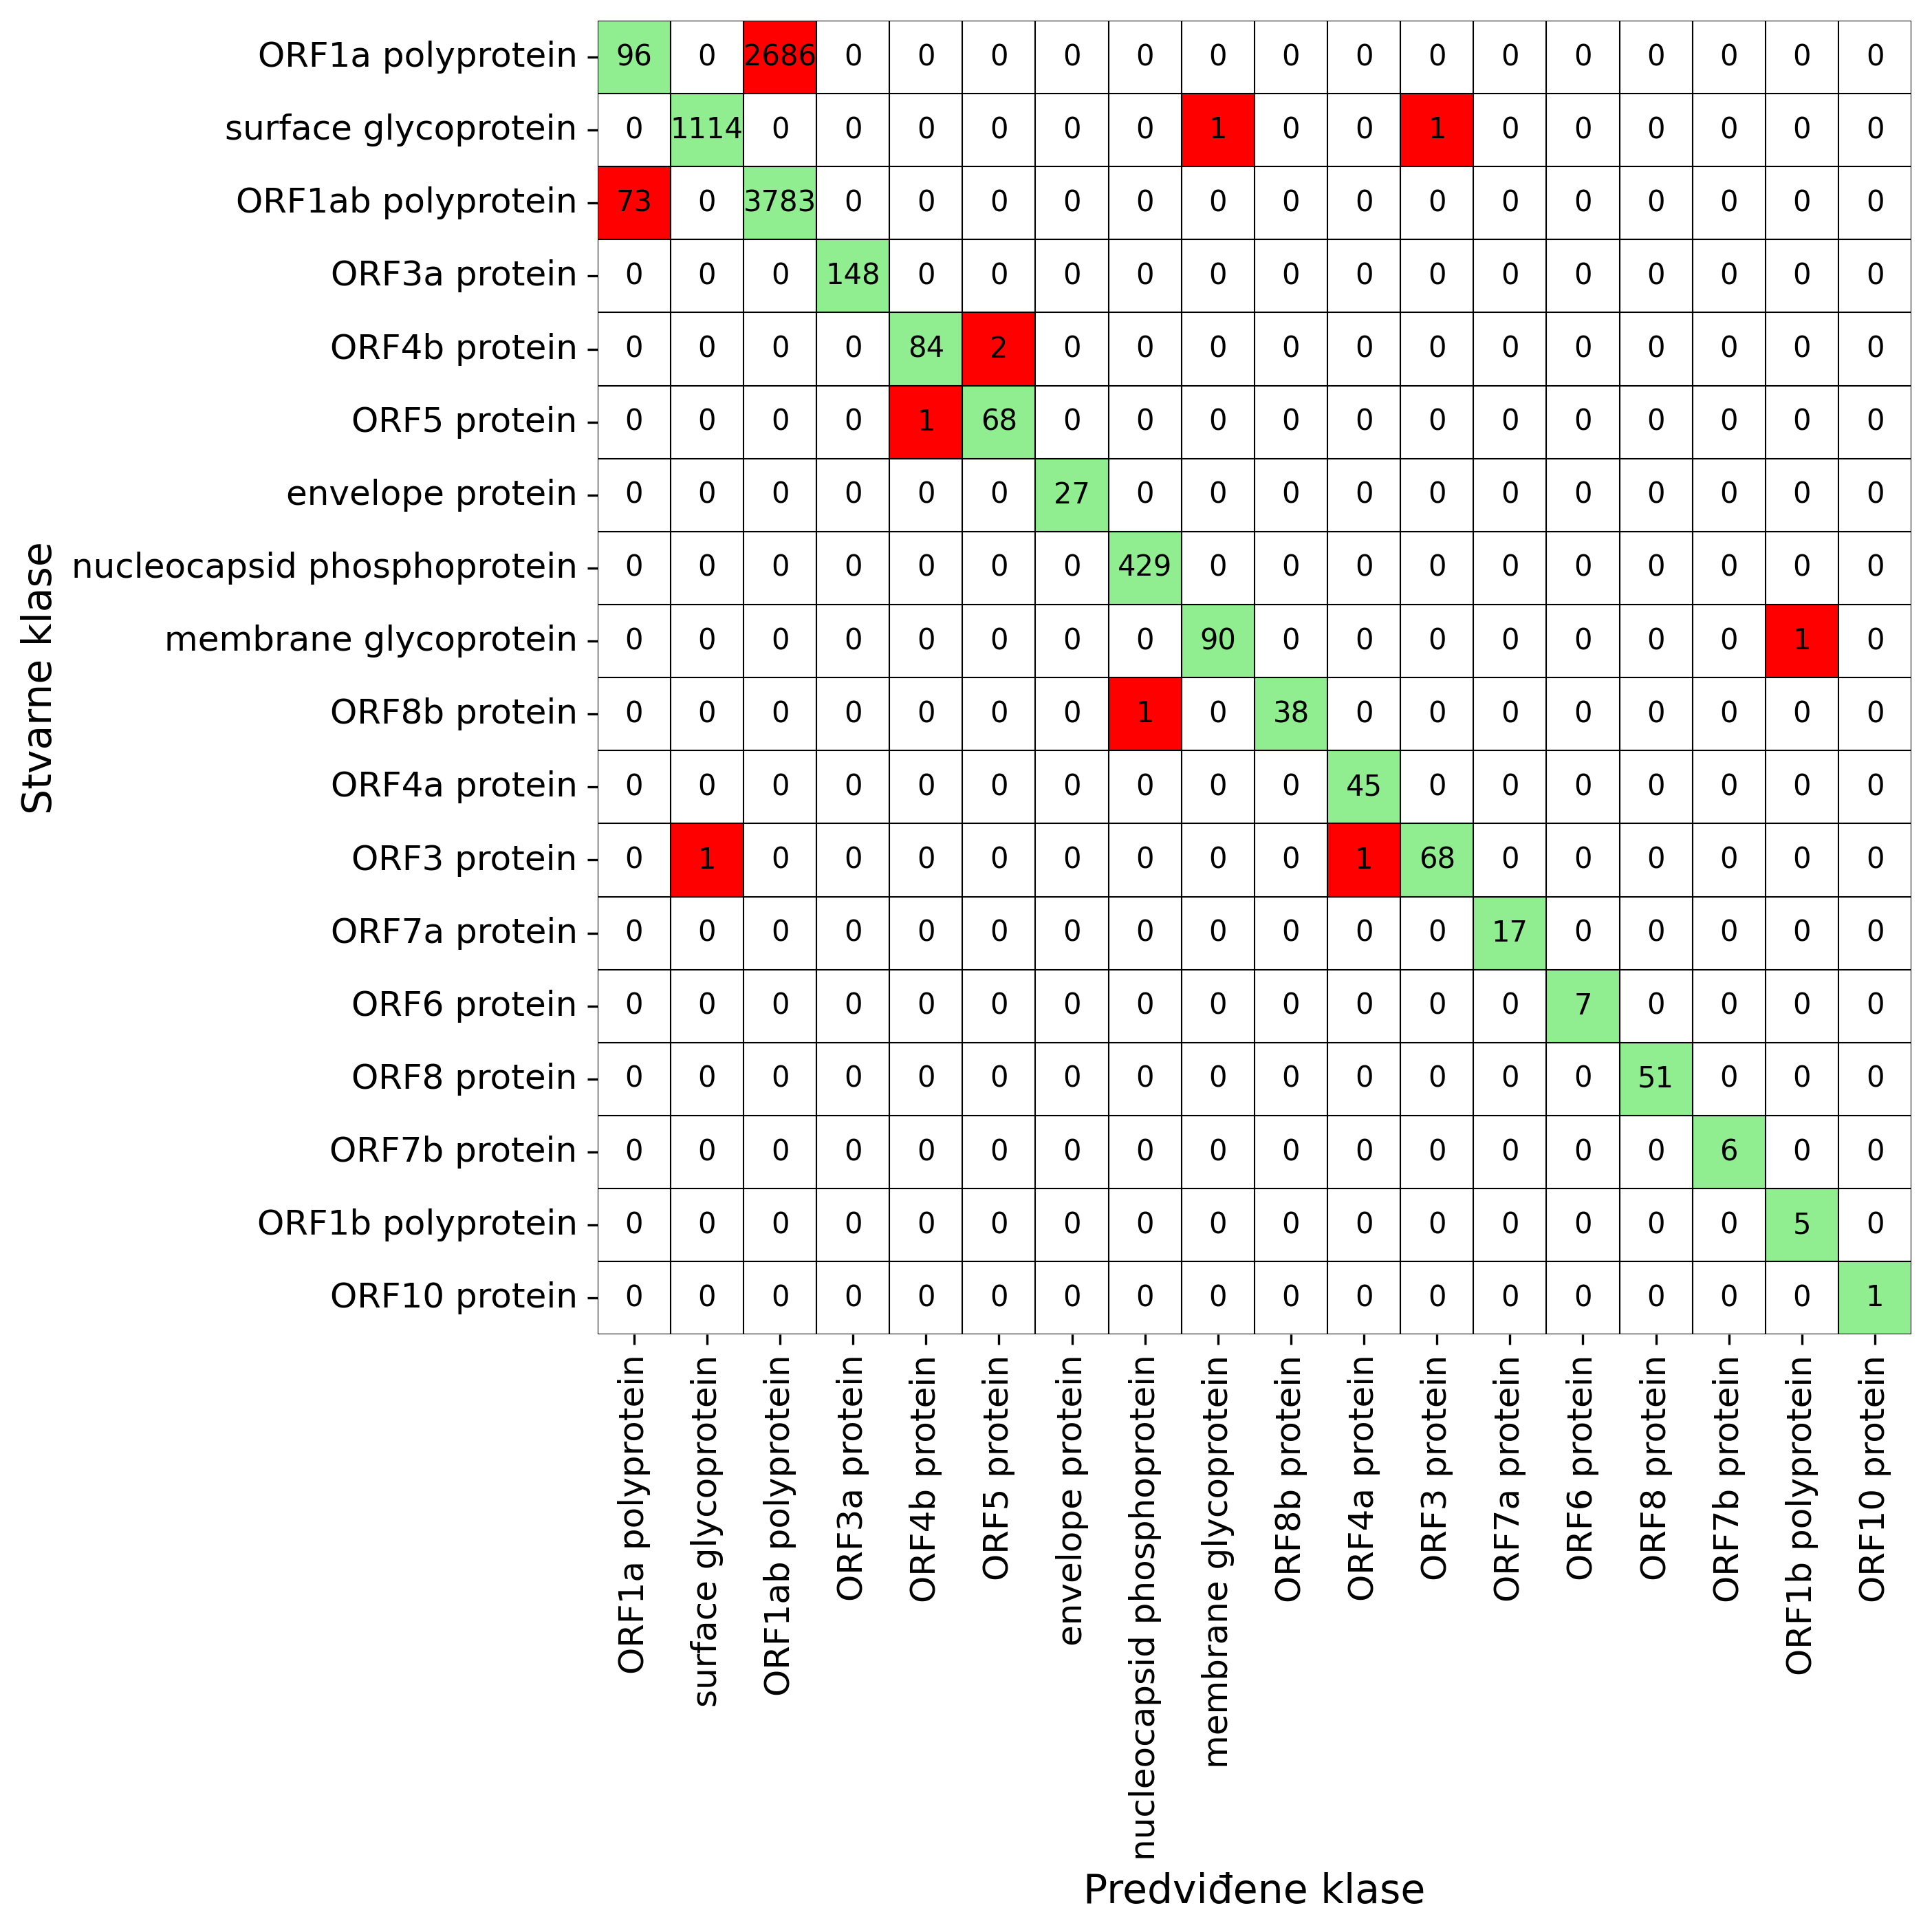 ORF1a polyprotein 96 0 2686 0 0 0 0 0 0 0 0 0 0 0 0 0 0 0
surface glycoprotein 0 1114 0 0 0 0 0 0 1 0 0 1 0 0 0 0 0 0
ORF1ab polyprotein 73 0 3783 0 0 0 0 0 0 0 0 0 0 0 0 0 0 0
ORF3a protein 0 0 0 148 0 0 0 0 0 0 0 0 0 0 0 0 0 0
ORF4b protein 0 0 0 0 84 2 0 0 0 0 0 0 0 0 0 0 0 0
ORF5 protein 0 0 0 0 1 68 0 0 0 0 0 0 0 0 0 0 0 0
envelope protein 0 0 0 0 0 0 27 0 0 0 0 0 0 0 0 0 0 0
nucleocapsid phosphoprotein 0 0 0 0 0 0 0 429 0 0 0 0 0 0 0 0 0 0
membrane glycoprotein 0 0 0 0 0 0 0 0 90 0 0 0 0 0 0 0 1 0
ORF8b protein 0 0 0 0 0 0 0 1 0 38 0 0 0 0 0 0 0 0
ORF4a protein 0 0 0 0 0 0 0 0 0 0 45 0 0 0 0 0 0 0
ORF3 protein 0 1 0 0 0 0 0 0 0 0 1 68 0 0 0 0 0 0
ORF7a protein 0 0 0 0 0 0 0 0 0 0 0 0 17 0 0 0 0 0
ORF6 protein 0 0 0 0 0 0 0 0 0 0 0 0 0 7 0 0 0 0
ORF8 protein 0 0 0 0 0 0 0 0 0 0 0 0 0 0 51 0 0 0
ORF7b protein 0 0 0 0 0 0 0 0 0 0 0 0 0 0 0 6 0 0
ORF1b polyprotein 0 0 0 0 0 0 0 0 0 0 0 0 0 0 0 0 5 0
ORF10 protein 0 0 0 0 0 0 0 0 0 0 0 0 0 0 0 0 0 1
Stvarne klase
ORF1a polyprotein
surface glycoprotein
ORF1ab polyprotein
ORF3a protein
ORF4b protein
ORF5 protein
envelope protein
nucleocapsid phosphoprotein
membrane glycoprotein
ORF8b protein
ORF4a protein
ORF3 protein
ORF7a protein
ORF6 protein
ORF8 protein
ORF7b protein
ORF1b polyprotein
ORF10 protein
Predviđene klase